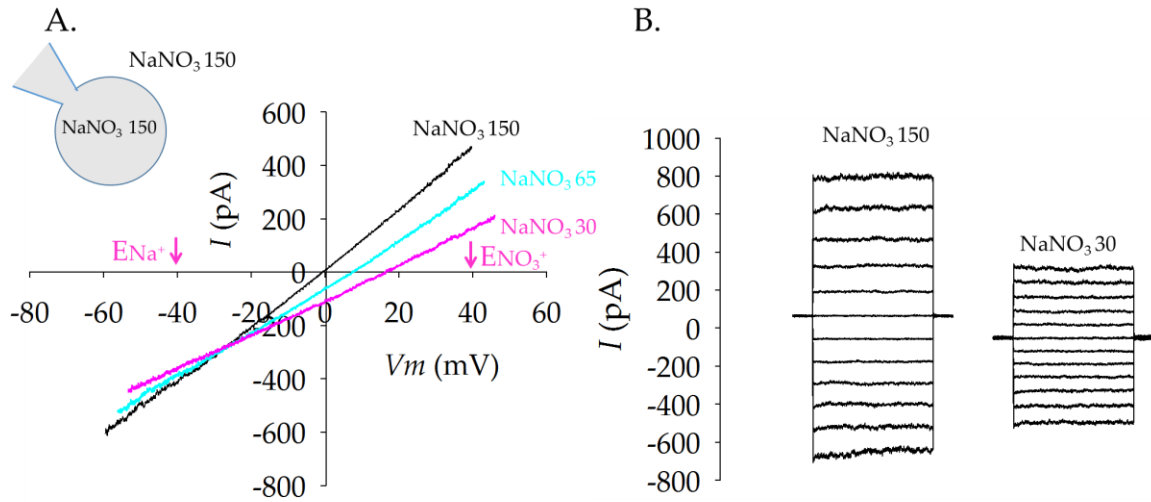 A.
NaNO₃ 150
NaNO₃ 150
600
400
200
0
-200
-400
-600
-800
I (pA)
-80 -60 -40 -20 0 20 40 60
Vm (mV)
NaNO₃ 150
NaNO₃ 65
NaNO₃ 30
ENa⁺ ↓
↓ ENO₃⁺
B.
NaNO₃ 150
NaNO₃ 30
1000
800
600
400
200
0
-200
-400
-600
-800
I (pA)